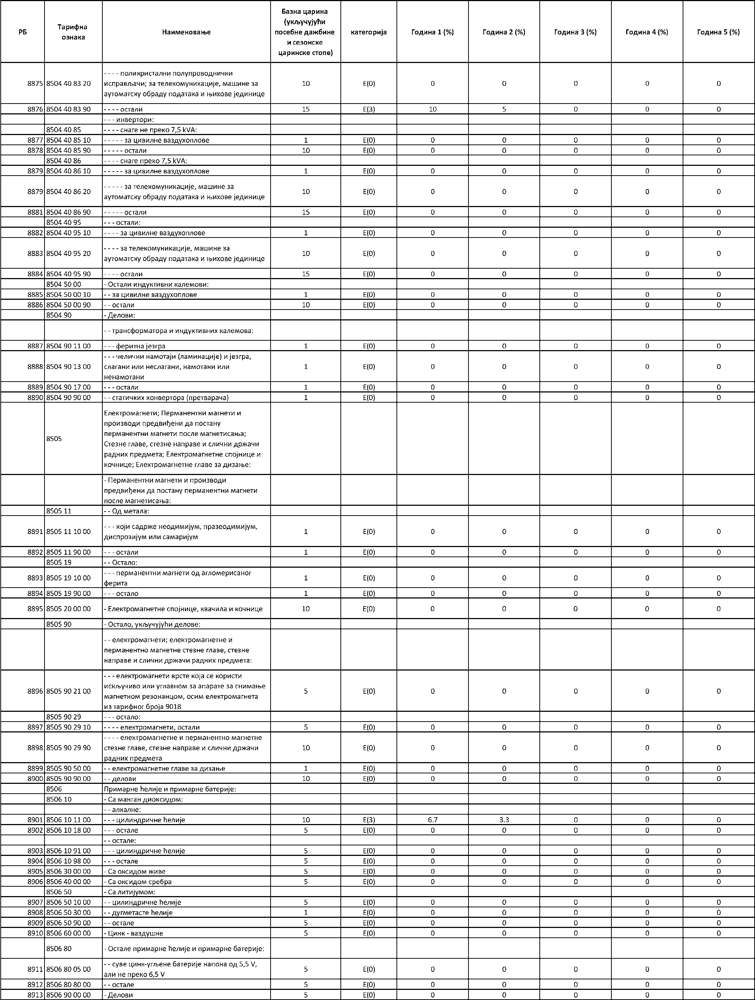 РБ Тарифна ознака Наименовање Базна царина (укључујући посебне дажбине и сезонске царинске стопе) категорија Година 1 (%) Година 2 (%) Година 3 (%) Година 4 (%) Година 5 (%)
- - - - поликристални полупроводнички
8875 8504 40 83 20 исправљачи; за телекомуникације, машине за 10 E(0) 0 0 0 0 0
аутоматску обраду података и њихове јединице
8876 8504 40 83 90 - - - - остали 15 E(3) 10 5 0 0 0
- - - инвертори:
8504 40 85 - - - - снаге не преко 7,5 kVA:
8877 8504 40 85 10 - - - - - за цивилне ваздухоплове 1 E(0) 0 0 0 0 0
8878 8504 40 85 90 - - - - - остали 10 E(0) 0 0 0 0 0
8504 40 86 - - - - снаге преко 7,5 kVA:
8879 8504 40 86 10 - - - - - за цивилне ваздухоплове 1 E(0) 0 0 0 0 0
8879 8504 40 86 20 - - - - - за телекомуникације, машине за
аутоматску обраду података и њихове јединице 10 E(0) 0 0 0 0 0
8881 8504 40 86 90 - - - - - остали 15 E(0) 0 0 0 0 0
8504 40 95 - - - остали:
8882 8504 40 95 10 - - - - за цивилне ваздухоплове 1 E(0) 0 0 0 0 0
8883 8504 40 95 20 - - - - за телекомуникације, машине за
аутоматску обраду података и њихове јединице 10 E(0) 0 0 0 0 0
8884 8504 40 95 90 - - - - остали 15 E(0) 0 0 0 0 0
8504 50 00 - Остали индуктивни калемови:
8885 8504 50 00 10 - - за цивилне ваздухоплове 1 E(0) 0 0 0 0 0
8886 8504 50 00 90 - - остали 10 E(0) 0 0 0 0 0
8504 90 - Делови:
- - трансформатора и индуктивних калемова:
8887 8504 90 11 00 - - - феритна језгра 1 E(0) 0 0 0 0 0
- - - челични намотаји (ламинације) и језгра,
8888 8504 90 13 00 слагани или неслагани, намотани или 1 E(0) 0 0 0 0 0
ненамотани
8889 8504 90 17 00 - - - остали 1 E(0) 0 0 0 0 0
8890 8504 90 90 00 - - статичких конвертора (претварача) 1 E(0) 0 0 0 0 0
8505 Електромагнети; Перманентни магнети и
производи предвиђени да постану
перманентни магнети после магнетисања;
Стезне главе, стезне направе и слични држачи
радних предмета; Електромагнетне спојнице и
кочнице; Електромагнетне главе за дизање:
- Перманентни магнети и производи
предвиђени да постану перманентни магнети
после магнетисања:
8505 11 - - Од метала:
8891 8505 11 10 00 - - - који садрже неодимијум, празеодимијум,
диспрозијум или самаријум 1 E(0) 0 0 0 0 0
8892 8505 11 90 00 - - - остали 1 E(0) 0 0 0 0 0
8505 19 - - Остало:
8893 8505 19 10 00 - - - перманентни магнети од агломерисаног
ферита 1 E(0) 0 0 0 0 0
8894 8505 19 90 00 - - - остало 1 E(0) 0 0 0 0 0
8895 8505 20 00 00 - Електромагнетне спојнице, квачила и кочнице 10 E(0) 0 0 0 0 0
8505 90 - Остало, укључујући делове:
- - електромагнети; електромагнетне и
перманентно магнетне стезне главе, стезне
направе и слични држачи радних предмета:
8896 8505 90 21 00 - - - електромагнети врсте која се користи
искључиво или углавном за апарате за снимање
магнетном резонанцом, осим електромагнета
из тарифног броја 9018 5 E(0) 0 0 0 0 0
8505 90 29 - - - остало:
8897 8505 90 29 10 - - - - електромагнети, остали 5 E(0) 0 0 0 0 0
- - - - електромагнетне и перманентно магнетне
8898 8505 90 29 90 стезне главе, стезне направе и слични држачи 10 E(0) 0 0 0 0 0
радних предмета
8899 8505 90 50 00 - - електромагнетне главе за дизање 1 E(0) 0 0 0 0 0
8900 8505 90 90 00 - - делови 10 E(0) 0 0 0 0 0
8506 Примарне ћелије и примарне батерије:
8506 10 - Са манган диоксидом:
- - алкалне:
8901 8506 10 11 00 - - - цилиндричне ћелије 10 E(3) 6.7 3.3 0 0 0
8902 8506 10 18 00 - - - остале 5 E(0) 0 0 0 0 0
- - остале:
8903 8506 10 91 00 - - - цилиндричне ћелије 5 E(0) 0 0 0 0 0
8904 8506 10 98 00 - - - остале 5 E(0) 0 0 0 0 0
8905 8506 30 00 00 - Са оксидом живе 5 E(0) 0 0 0 0 0
8906 8506 40 00 00 - Са оксидом сребра 5 E(0) 0 0 0 0 0
8506 50 - Са литијумом:
8907 8506 50 10 00 - - цилиндричне ћелије 5 E(0) 0 0 0 0 0
8908 8506 50 30 00 - - дугметасте ћелије 1 E(0) 0 0 0 0 0
8909 8506 50 90 00 - - остале 5 E(0) 0 0 0 0 0
8910 8506 60 00 00 - Цинк - ваздушне 5 E(0) 0 0 0 0 0
8506 80 - Остале примарне ћелије и примарне батерије:
8911 8506 80 05 00 - - суве цинк-угљене батерије напона од 5,5 V,
али не преко 6,5 V 5 E(0) 0 0 0 0 0
8912 8506 80 80 00 - - остале 5 E(0) 0 0 0 0 0
8913 8506 90 00 00 - Делови 5 E(0) 0 0 0 0 0